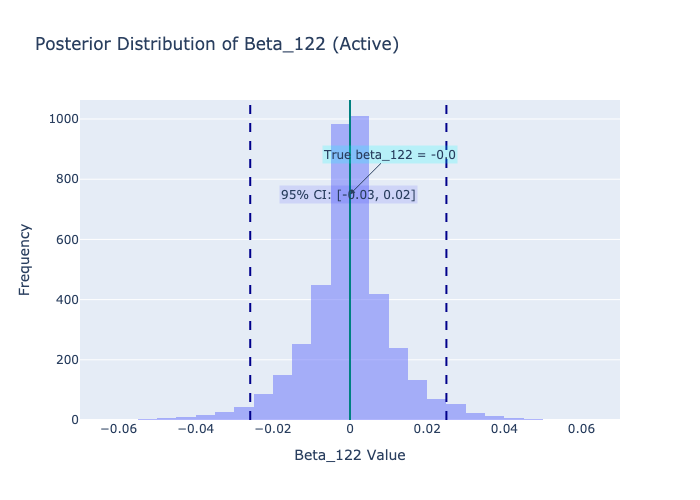 Posterior Distribution of Beta_122 (Active)
1000
800
600
400
200
0
Frequency
True beta_122 = -0.0
95% CI: [-0.03, 0.02]
−0.06
−0.04
−0.02
0
0.02
0.04
0.06
Beta_122 Value